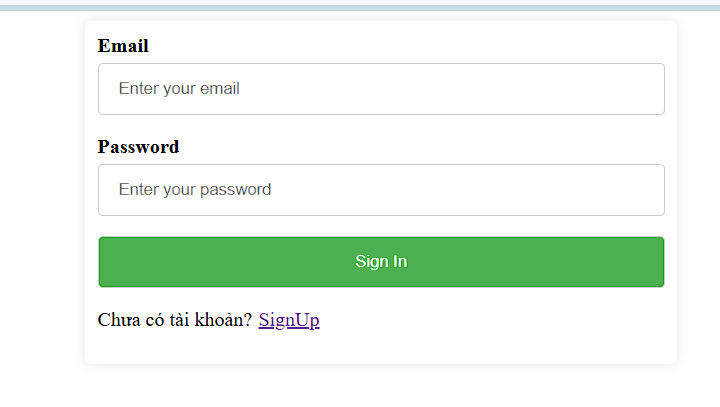 Email
Enter your email
Password
Enter your password
Sign In
Chưa có tài khoản? SignUp